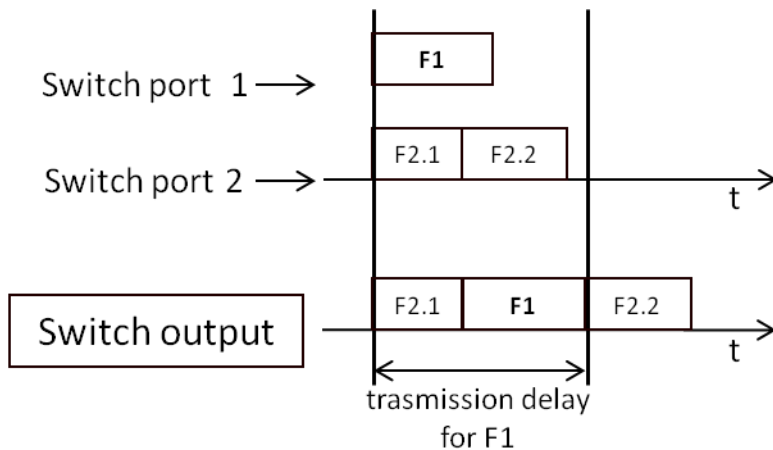 F1
Switch port 1
F2.1 F2.2
Switch port 2
t
F2.1 F1 F2.2
Switch output
t
trasmission delay
for F1